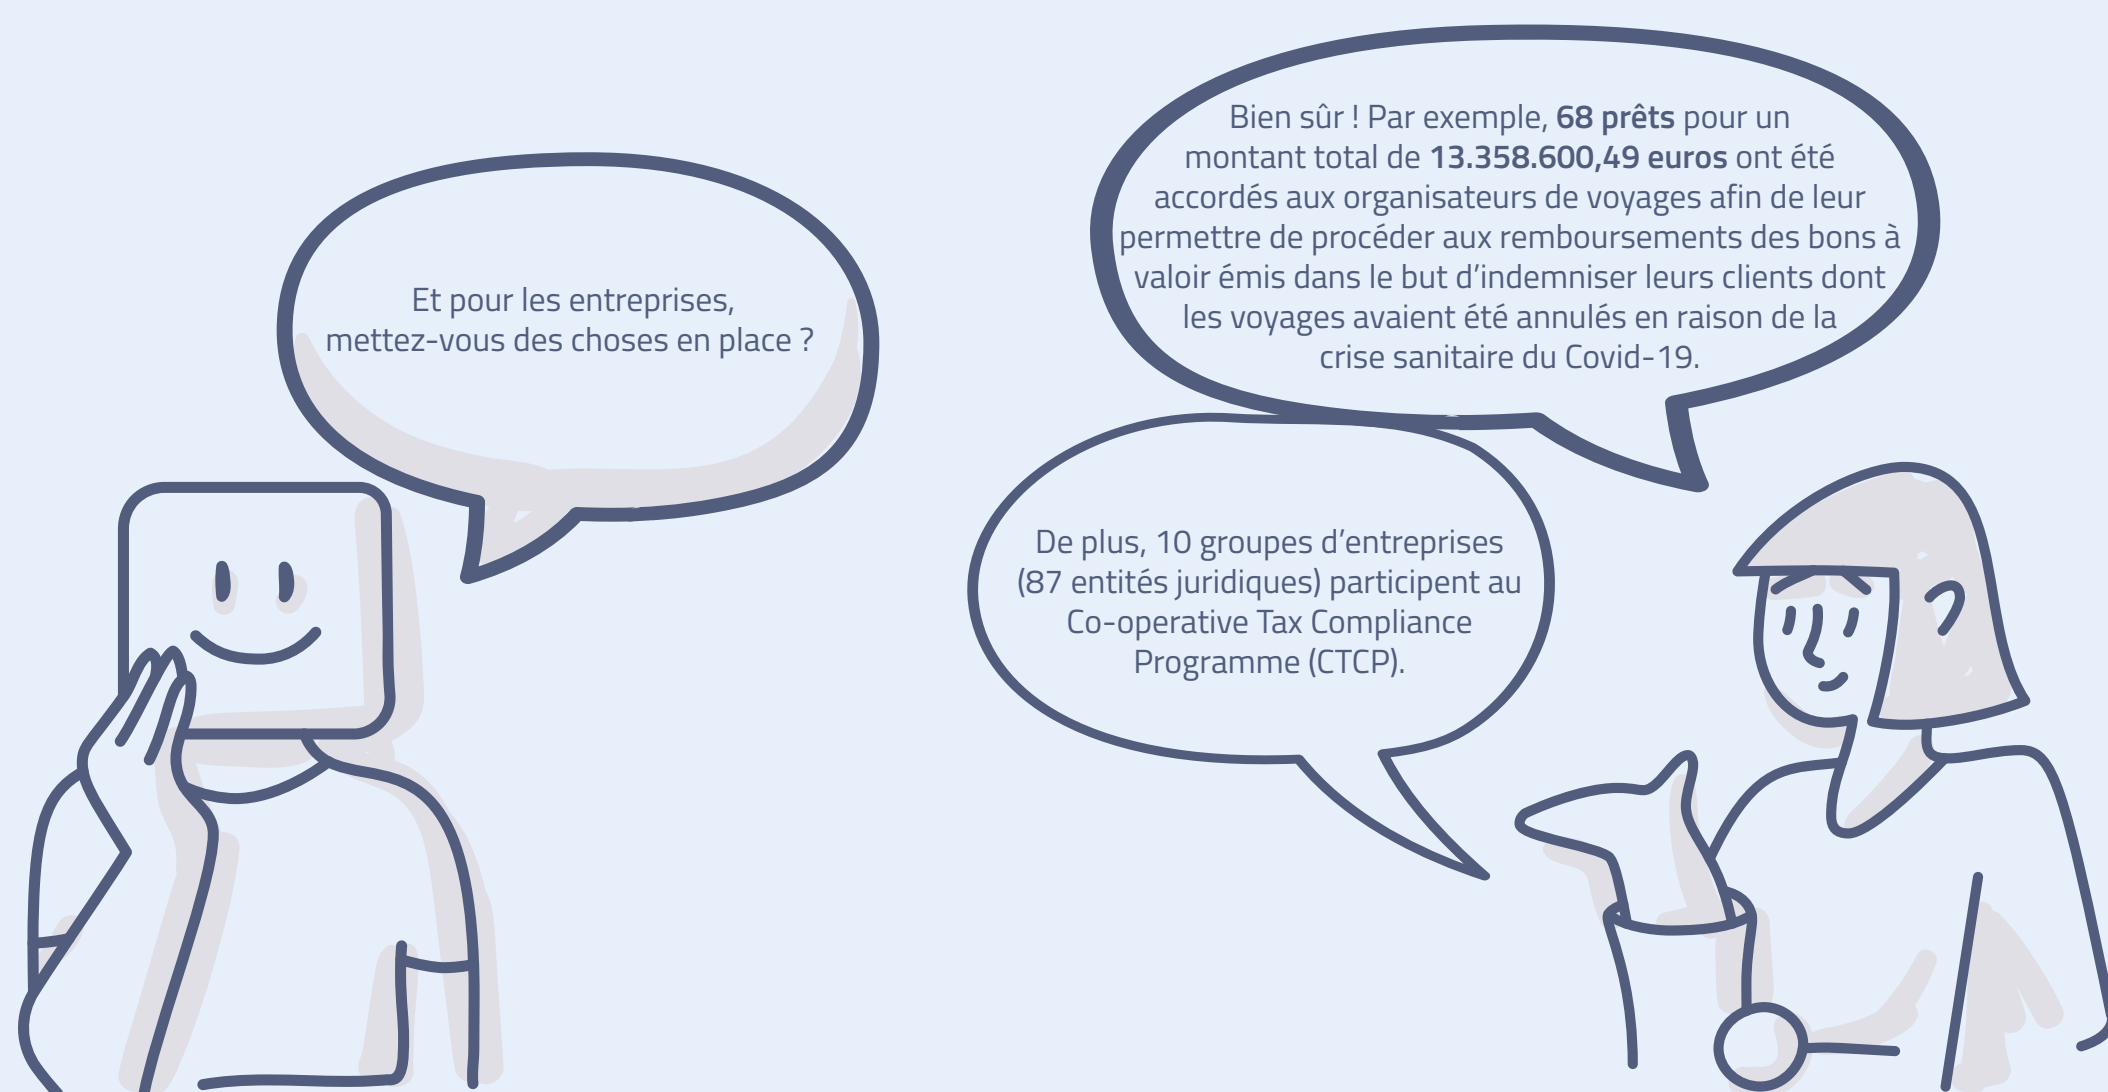 Et pour les entreprises,
mettez-vous des choses en place ?
Bien sûr ! Par exemple, 68 prêts pour un
montant total de 13.358.600,49 euros ont été
accordés aux organisateurs de voyages afin de leur
permettre de procéder aux remboursements des bons à
valoir émis dans le but d’indemniser leurs clients dont
les voyages avaient été annulés en raison de la
crise sanitaire du Covid-19.
De plus, 10 groupes d’entreprises
(87 entités juridiques) participent au
Co-operative Tax Compliance
Programme (CTCP).